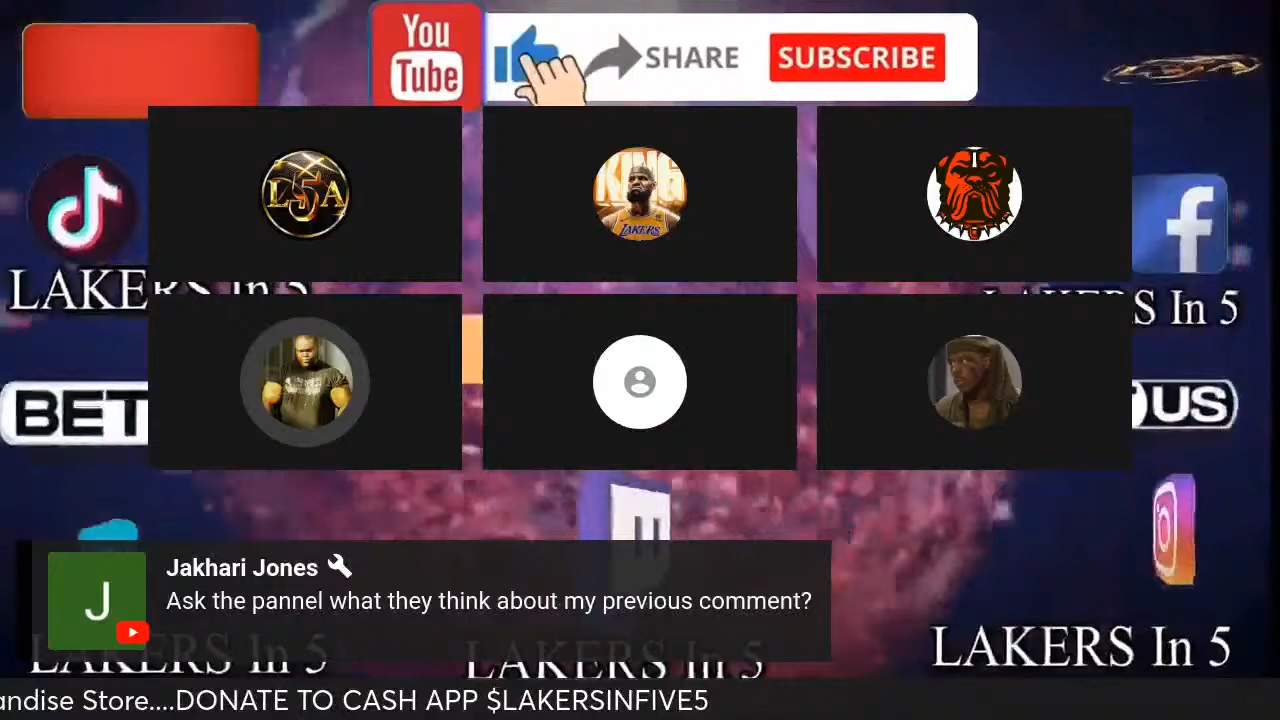 You
Tube
SHARE
SUBSCRIBE
L5A
KING
LAKERS
LAKERS In 5
S In 5
BET
US
Jakhari Jones
Ask the pannel what they think about my previous comment?
J
LAKERS In 5
LAKERS In 5
LAKERS In 5
andise Store....DONATE TO CASH APP $LAKERSINFIVE5